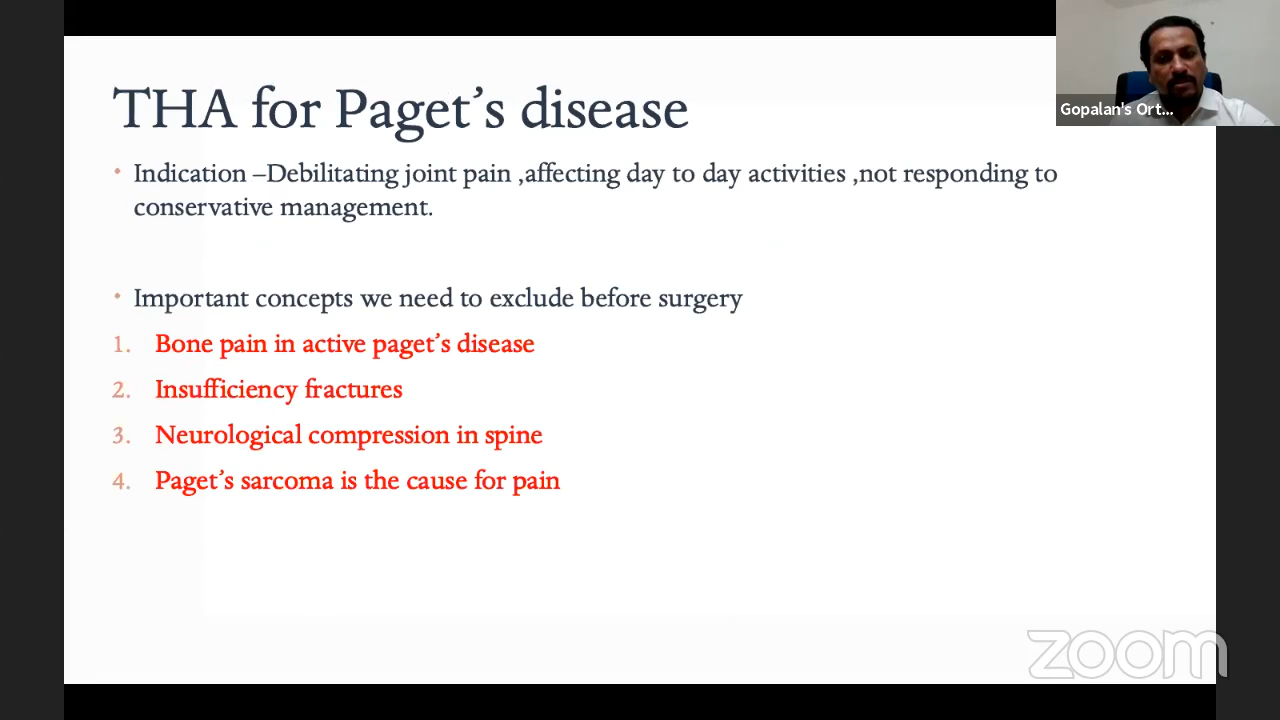 THA for Paget's disease
• Indication –Debilitating joint pain ,affecting day to day activities ,not responding to
conservative management.
• Important concepts we need to exclude before surgery
1. Bone pain in active paget's disease
2. Insufficiency fractures
3. Neurological compression in spine
4. Paget's sarcoma is the cause for pain
Gopalan's Ort...
zoom